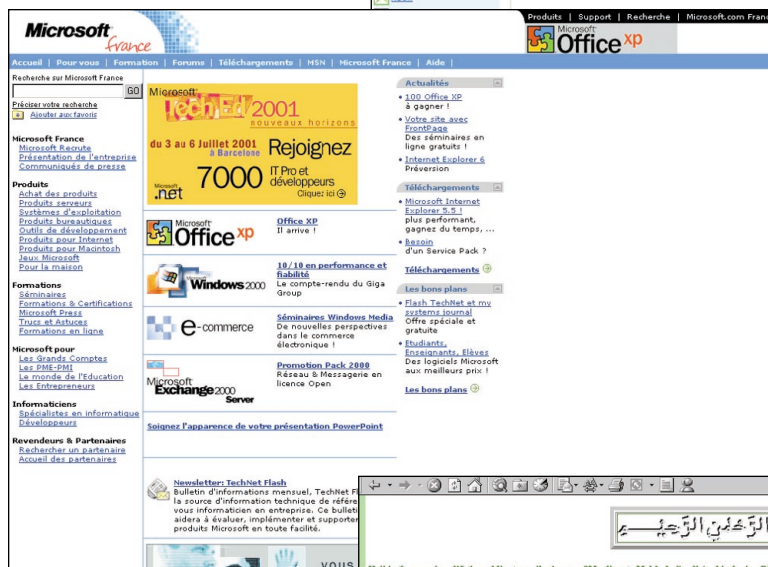 Produits | Support | Recherche | Microsoft.com
Microsoft
france
Microsoft
Office xp
Accueil | Pour vous | Formation | Forums | Téléchargements | MSN | Microsoft France | Aide |
Recherche sur Microsoft France
GO
Préciser votre recherche
Ajouter aux favoris
Microsoft France
Microsoft Recrute
Présentation de l'entreprise
Communiqués de presse
Produits
Achat des produits
Produits serveurs
Systèmes d'exploitation
Produits bureautiques
Outils de développement
Produits pour Internet
Produits pour Macintosh
Jeux Microsoft
Pour la maison
Formations
Séminaires
Formations & Certifications
Microsoft Press
Trucs et Astuces
Formations en ligne
Microsoft pour
Les Grands Comptes
Les PME-PMI
Le monde de l'Education
Les Entrepreneurs
Informaticiens
Spécialistes en informatique
Développeurs
Revendeurs & Partenaires
Rechercher un partenaire
Accueil des partenaires
Microsoft
Tech·Ed 2001
nouveaux horizons
du 3 au 6 Juillet 2001
à Barcelone
Rejoignez
7000 IT Pro et
développeurs
Microsoft
.net
Cliquez ici
Microsoft
Office xp
Office XP
Il arrive !
Microsoft
Windows 2000
10/10 en performance et
fiabilité
Le compte-rendu du Giga
Group
e-commerce
Séminaires Windows Media
De nouvelles perspectives
dans le commerce
électronique !
Microsoft
Exchange 2000
Server
Promotion Pack 2000
Réseau & Messagerie en
licence Open
Soignez l'apparence de votre présentation PowerPoint
Newsletter: TechNet Flash
Bulletin d'informations mensuel, TechNet
la source d'information technique de
vous informaticien en entreprise. Ce
aidera à évaluer, implémenter et supporter
produits Microsoft en toute facilité.
vous
Actualités
100 Office XP
à gagner !
Votre site avec
FrontPage
Des séminaires en
ligne gratuits !
Internet Explorer 6
Préversion
Téléchargements
Microsoft Internet
Explorer 5.5 !
plus performant,
gagnez du temps, ...
Besoin
d'un Service Pack ?
Téléchargements
Les bons plans
Flash TechNet et my
systems journal
Offre spéciale et
gratuite
Etudiants,
Enseignants, Elèves
Des logiciels Microsoft
aux meilleurs prix !
Les bons plans
الرحمن الرحيم